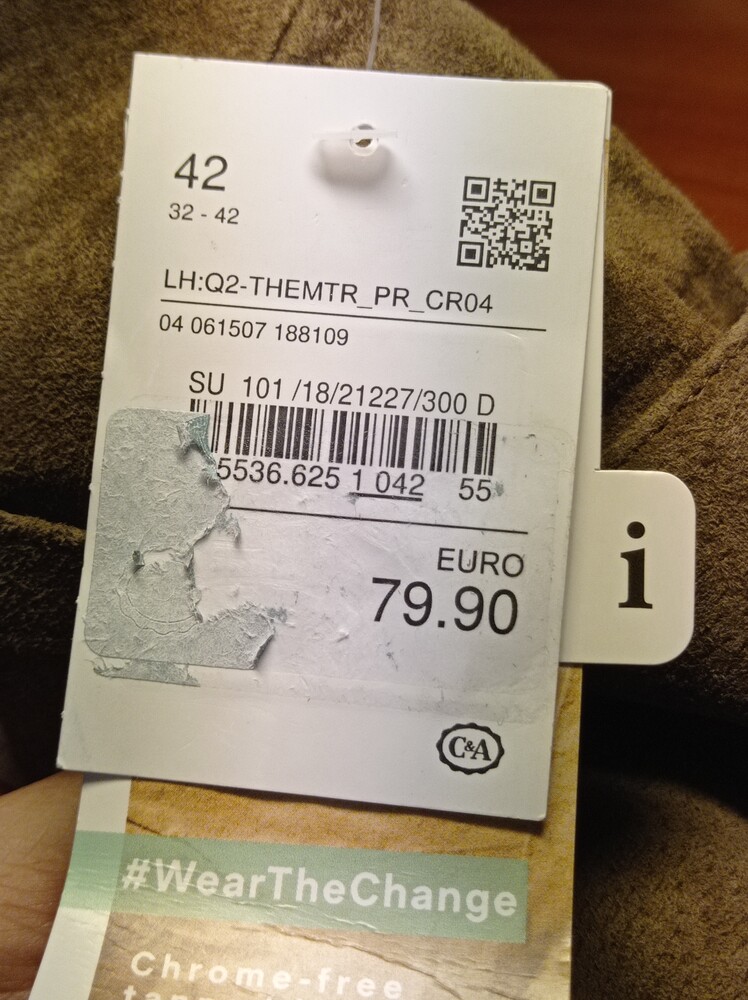 42
32 - 42
LH:Q2-THEMTR_PR_CR04
04 061507 188109
SU 101 /18/21227/300 D
5536.625 1 042 55
EURO
79.90
i
C&A
#WearTheChange
Chrome-free